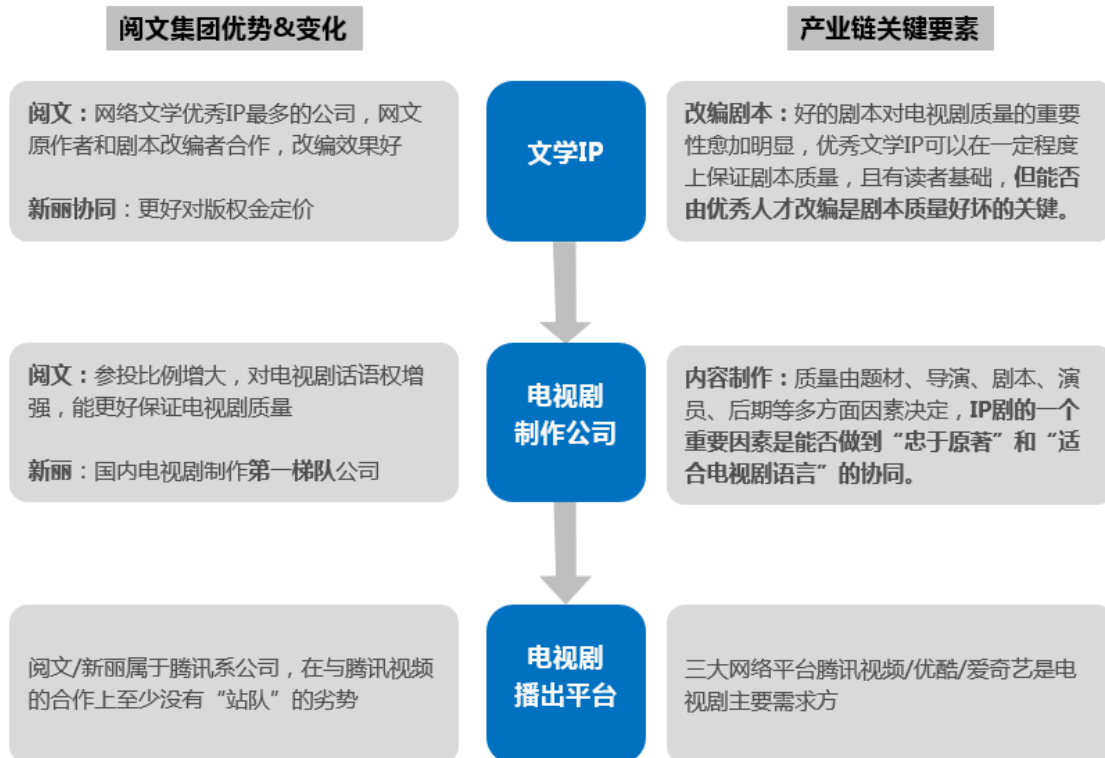 阅文集团优势&变化
产业链关键要素
阅文：网络文学优秀IP最多的公司，网文
原作者和剧本改编者合作，改编效果好
新丽协同：更好对版权金定价
文学IP
改编剧本：好的剧本对电视剧质量的重要
性愈加明显，优秀文学IP可以在一定程度
上保证剧本质量，且有读者基础，但能否
由优秀人才改编是剧本质量好坏的关键。
阅文：参投比例增大，对电视剧话语权增
强，能更好保证电视剧质量
新丽：国内电视剧制作第一梯队公司
电视剧
制作公司
内容制作：质量由题材、导演、剧本、演
员、后期等多方面因素决定，IP剧的一个
重要因素是能否做到“忠于原著”和“适
合电视剧语言”的协同。
阅文/新丽属于腾讯系公司，在与腾讯视频
的合作上至少没有“站队”的劣势
电视剧
播出平台
三大网络平台腾讯视频/优酷/爱奇艺是电
视剧主要需求方